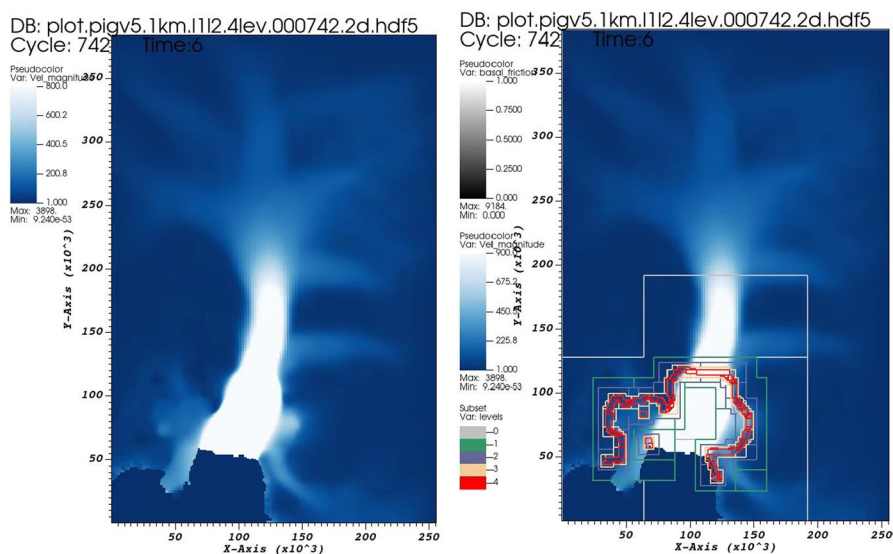 DB: plot.pigv5.1km.l1l2.4lev.000742.2d.hdf5
Cycle: 742 Time:6
Pseudocolor
Var: Vel_magnitude
800.0
600.2
400.5
200.8
1.000
Max: 3898.
Min: 9.240e-53
350
300
250
200
150
100
50
Y-Axis (x10^3)
50 100 150 200 250
X-Axis (x10^3)
DB: plot.pigv5.1km.l1l2.4lev.000742.2d.hdf5
Cycle: 742 Time:6
Pseudocolor
Var: basal_friction
1.000
0.7500
0.5000
0.2500
0.000
Max: 9184.
Min: 0.000
Pseudocolor
Var: Vel_magnitude
900.0
675.2
450.5
225.8
1.000
Max: 3898.
Min: 9.240e-53
Subset
Var: levels
0
1
2
3
4
350
300
250
200
150
100
50
Y-Axis (x10^3)
50 100 150 200 250
X-Axis (x10^3)